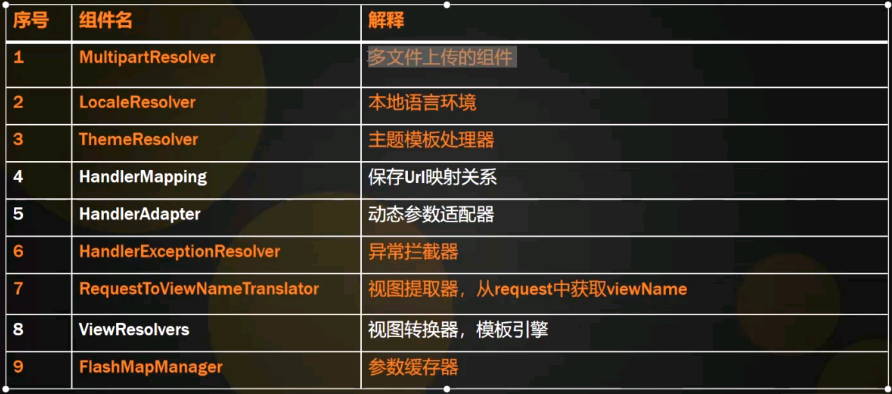 序号 组件名 解释
1 MultipartResolver 多文件上传的组件
2 LocaleResolver 本地语言环境
3 ThemeResolver 主题模板处理器
4 HandlerMapping 保存Url映射关系
5 HandlerAdapter 动态参数适配器
6 HandlerExceptionResolver 异常拦截器
7 RequestToViewNameTranslator 视图提取器，从request中获取viewName
8 ViewResolvers 视图转换器，模板引擎
9 FlashMapManager 参数缓存器